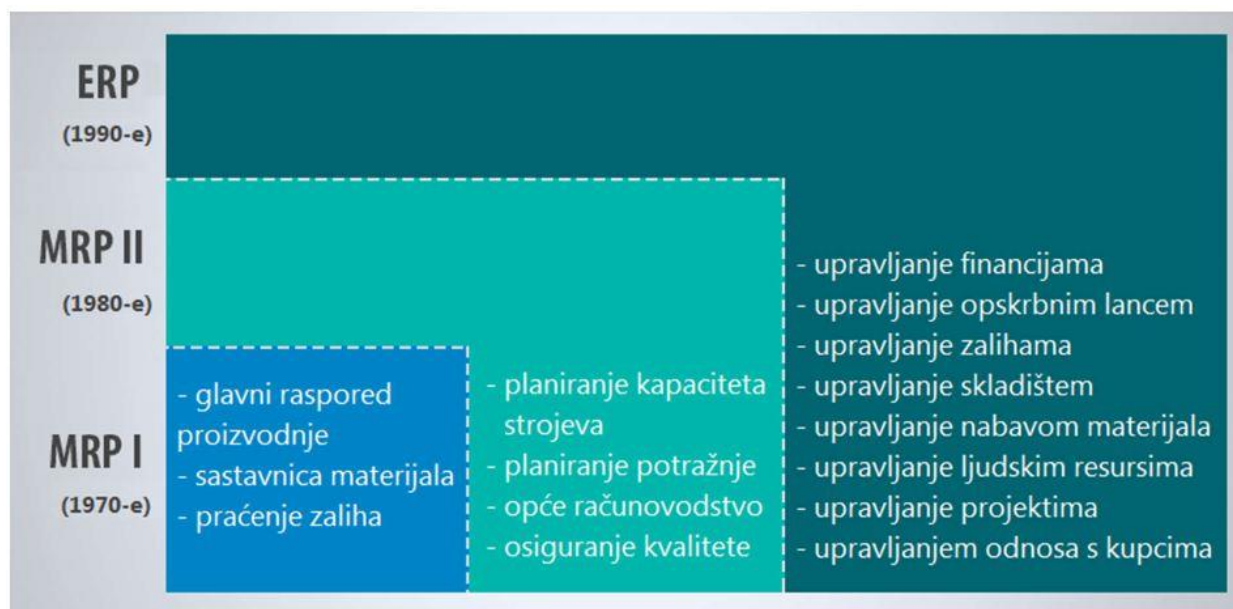 ERP
(1990-e)
MRP II
(1980-e)
MRP I
(1970-e)
- glavni raspored
proizvodnje
- sastavnica materijala
- praćenje zaliha
- planiranje kapaciteta
strojeva
- planiranje potražnje
- opće računovodstvo
- osiguranje kvalitete
- upravljanje financijama
- upravljanje opskrbnim lancem
- upravljanje zalihama
- upravljanje skladištem
- upravljanje nabavom materijala
- upravljanje ljudskim resursima
- upravljanje projektima
- upravljanjem odnosa s kupcima